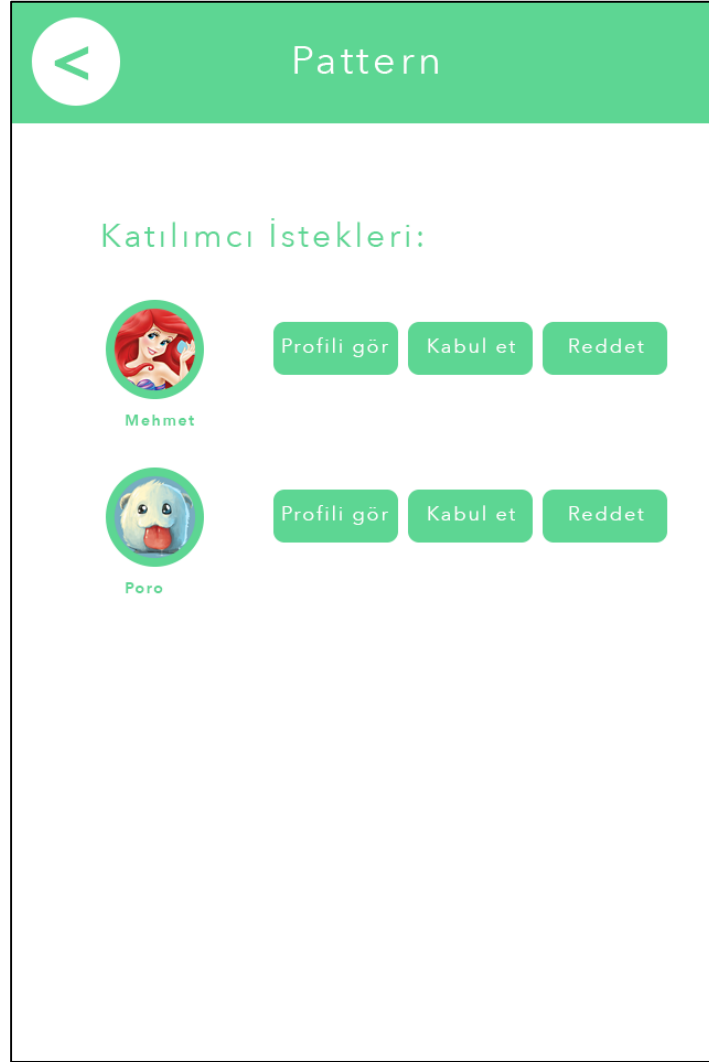 <
Pattern
Katılımcı İstekleri:
Profili gör Kabul et Reddet
Mehmet
Profili gör Kabul et Reddet
Poro